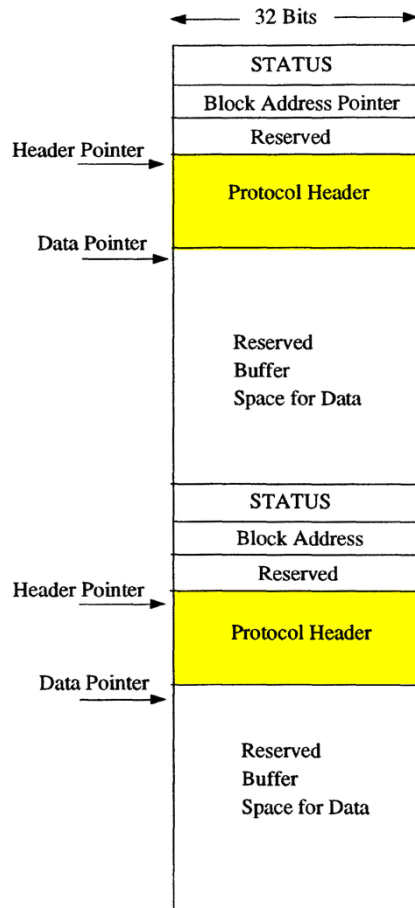 32 Bits
STATUS
Block Address Pointer
Reserved
Header Pointer
Protocol Header
Data Pointer
Reserved
Buffer
Space for Data
STATUS
Block Address
Reserved
Header Pointer
Protocol Header
Data Pointer
Reserved
Buffer
Space for Data